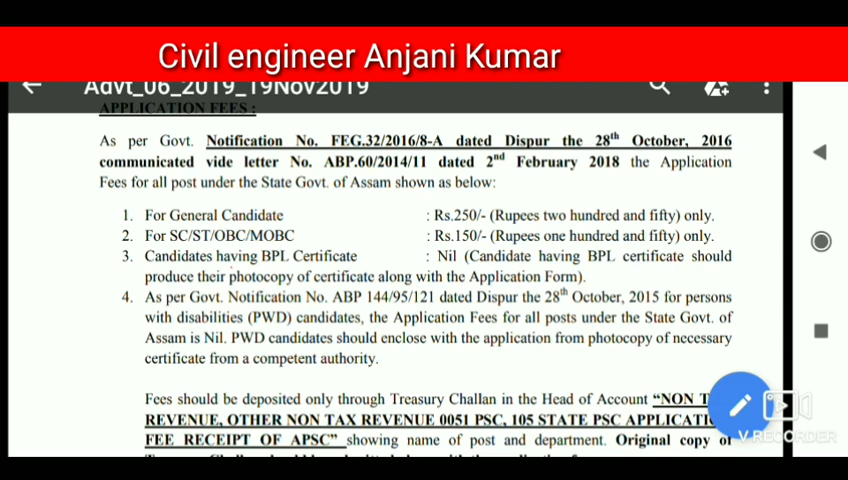 Civil engineer Anjani Kumar
Advt_06_2019_19Nov2019
APPLICATION FEES :
As per Govt. Notification No. FEG.32/2016/8-A dated Dispur the 28th October, 2016
communicated vide letter No. ABP.60/2014/11 dated 2nd February 2018 the Application
Fees for all post under the State Govt. of Assam shown as below:
1. For General Candidate : Rs.250/- (Rupees two hundred and fifty) only.
2. For SC/ST/OBC/MOBC : Rs.150/- (Rupees one hundred and fifty) only.
3. Candidates having BPL Certificate : Nil (Candidate having BPL certificate should
produce their photocopy of certificate along with the Application Form).
4. As per Govt. Notification No. ABP 144/95/121 dated Dispur the 28th October, 2015 for persons
with disabilities (PWD) candidates, the Application Fees for all posts under the State Govt. of
Assam is Nil. PWD candidates should enclose with the application from photocopy of necessary
certificate from a competent authority.
Fees should be deposited only through Treasury Challan in the Head of Account “NON T
REVENUE, OTHER NON TAX REVENUE 0051 PSC, 105 STATE PSC APPLICATI
FEE RECEIPT OF APSC” showing name of post and department. Original copy of
V RECORDER